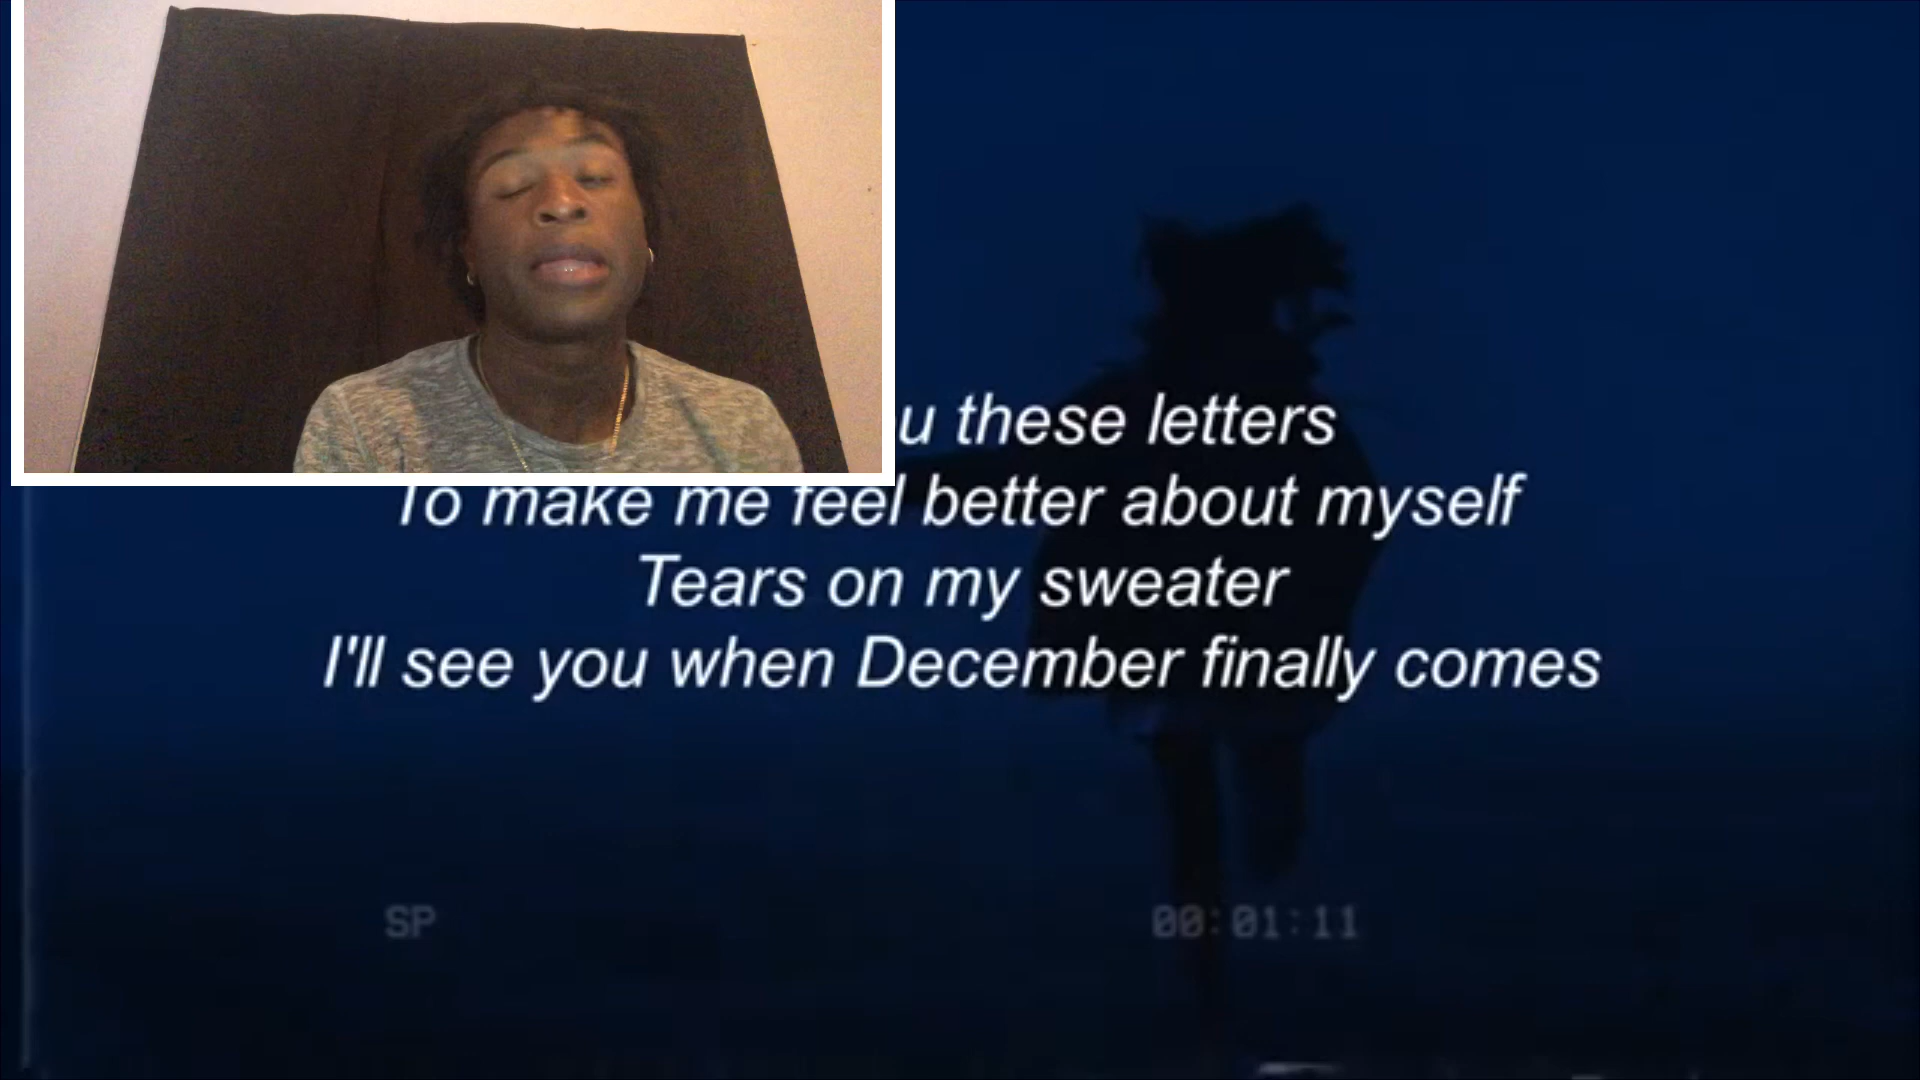 u these letters
To make me feel better about myself
Tears on my sweater
I'll see you when December finally comes
SP
00:01:11